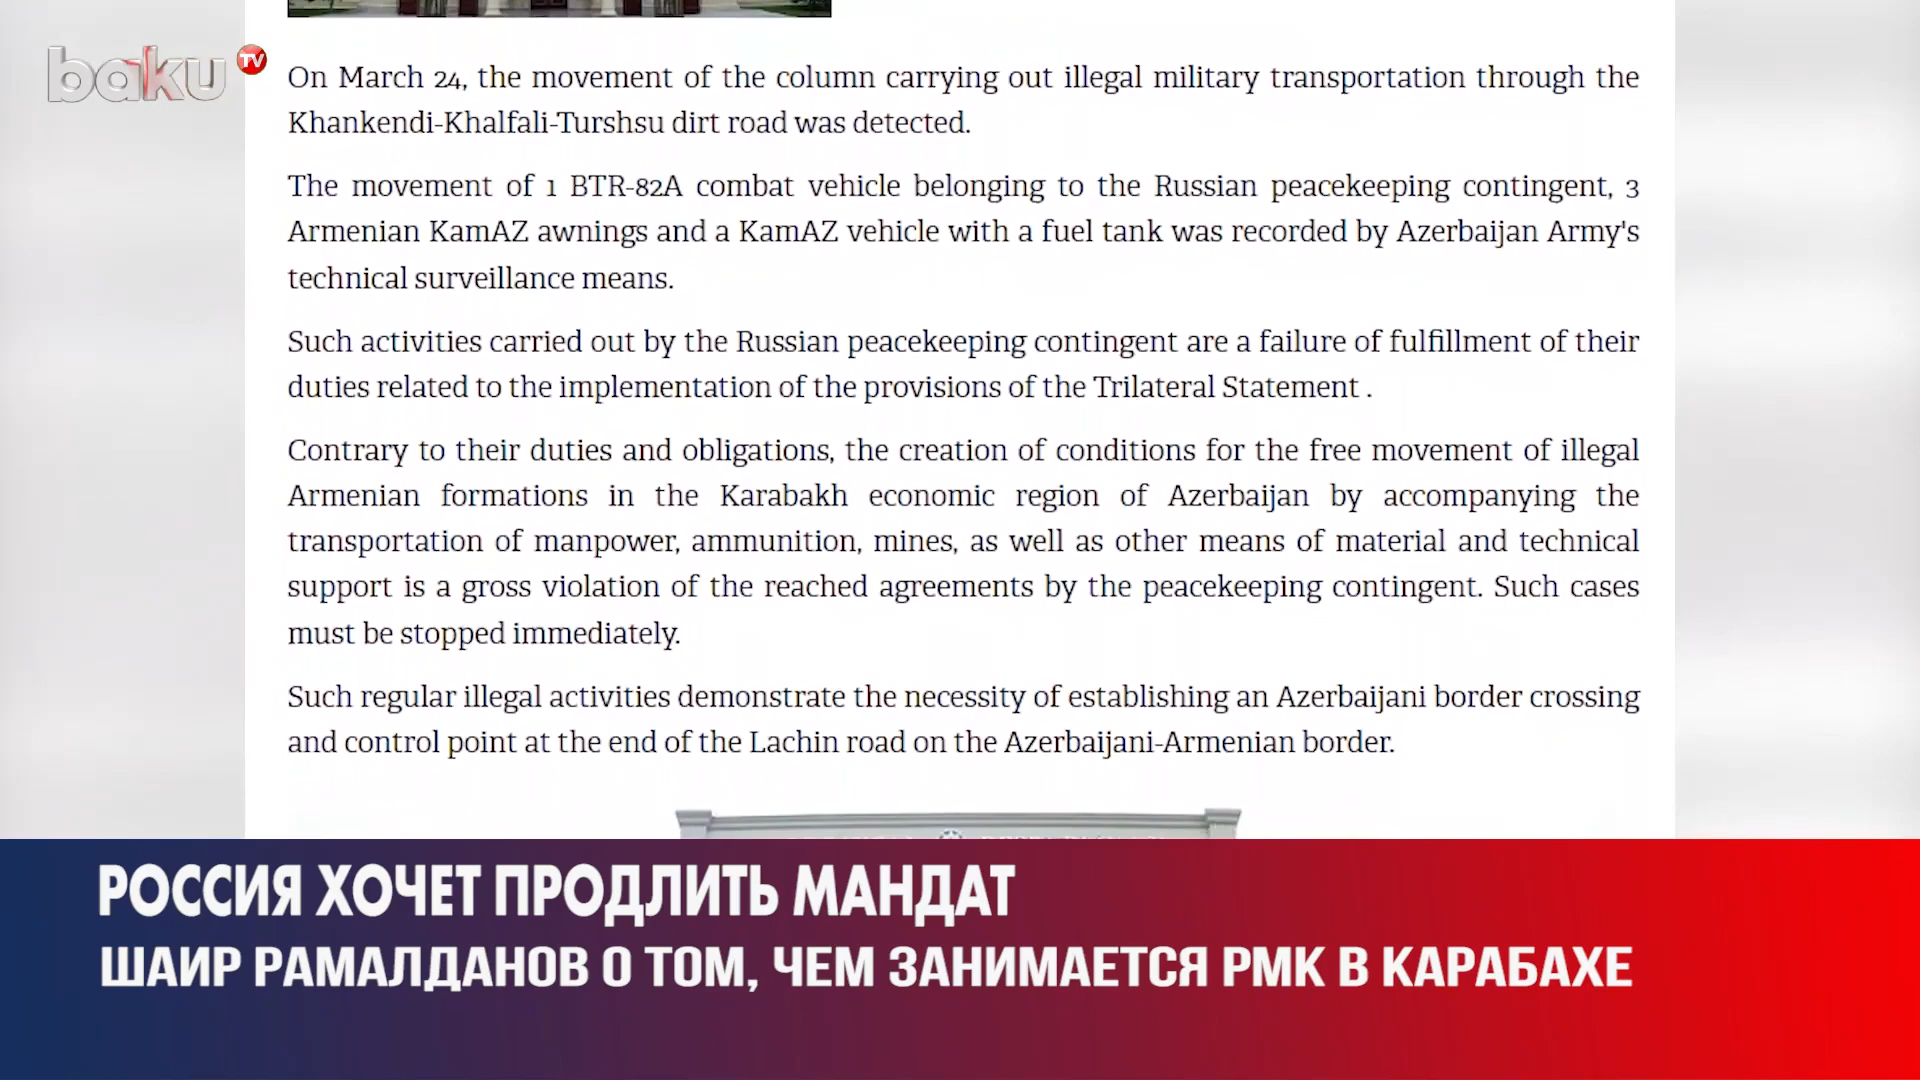 baku TV
On March 24, the movement of the column carrying out illegal military transportation through the
Khankendi-Khalfali-Turshsu dirt road was detected.
The movement of 1 BTR-82A combat vehicle belonging to the Russian peacekeeping contingent, 3
Armenian KamAZ awnings and a KamAZ vehicle with a fuel tank was recorded by Azerbaijan Army's
technical surveillance means.
Such activities carried out by the Russian peacekeeping contingent are a failure of fulfillment of their
duties related to the implementation of the provisions of the Trilateral Statement .
Contrary to their duties and obligations, the creation of conditions for the free movement of illegal
Armenian formations in the Karabakh economic region of Azerbaijan by accompanying the
transportation of manpower, ammunition, mines, as well as other means of material and technical
support is a gross violation of the reached agreements by the peacekeeping contingent. Such cases
must be stopped immediately.
Such regular illegal activities demonstrate the necessity of establishing an Azerbaijani border crossing
and control point at the end of the Lachin road on the Azerbaijani-Armenian border.
РОССИЯ ХОЧЕТ ПРОДЛИТЬ МАНДАТ
ШАИР РАМАЛДАНОВ О ТОМ, ЧЕМ ЗАНИМАЕТСЯ РМК В КАРАБАХЕ